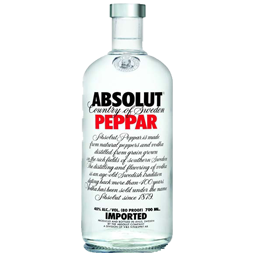 ABSOLUT
Country of Sweden
PEPPAR
Absolut Peppar is made
from natural peppers and vodka
distilled from grain grown
in the rich fields of southern Sweden.
The distilling and flavoring of vodka
is an age-old Swedish tradition
dating back more than 400 years.
Vodka has been sold under the name
Absolut since 1879.
40% ALC./VOL. (80 PROOF) 700 ML.
IMPORTED